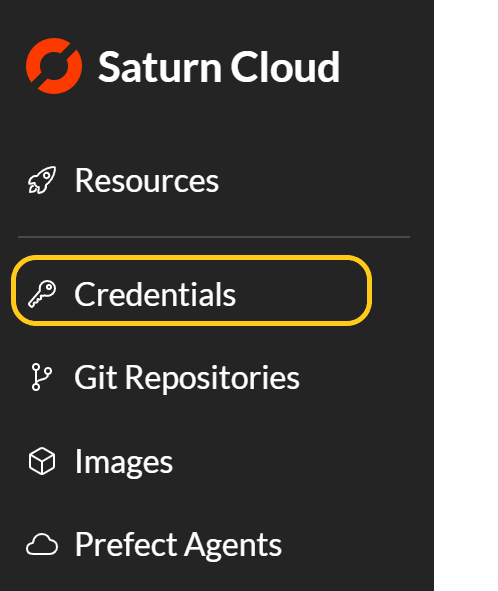 Saturn Cloud
Resources
Credentials
Git Repositories
Images
Prefect Agents